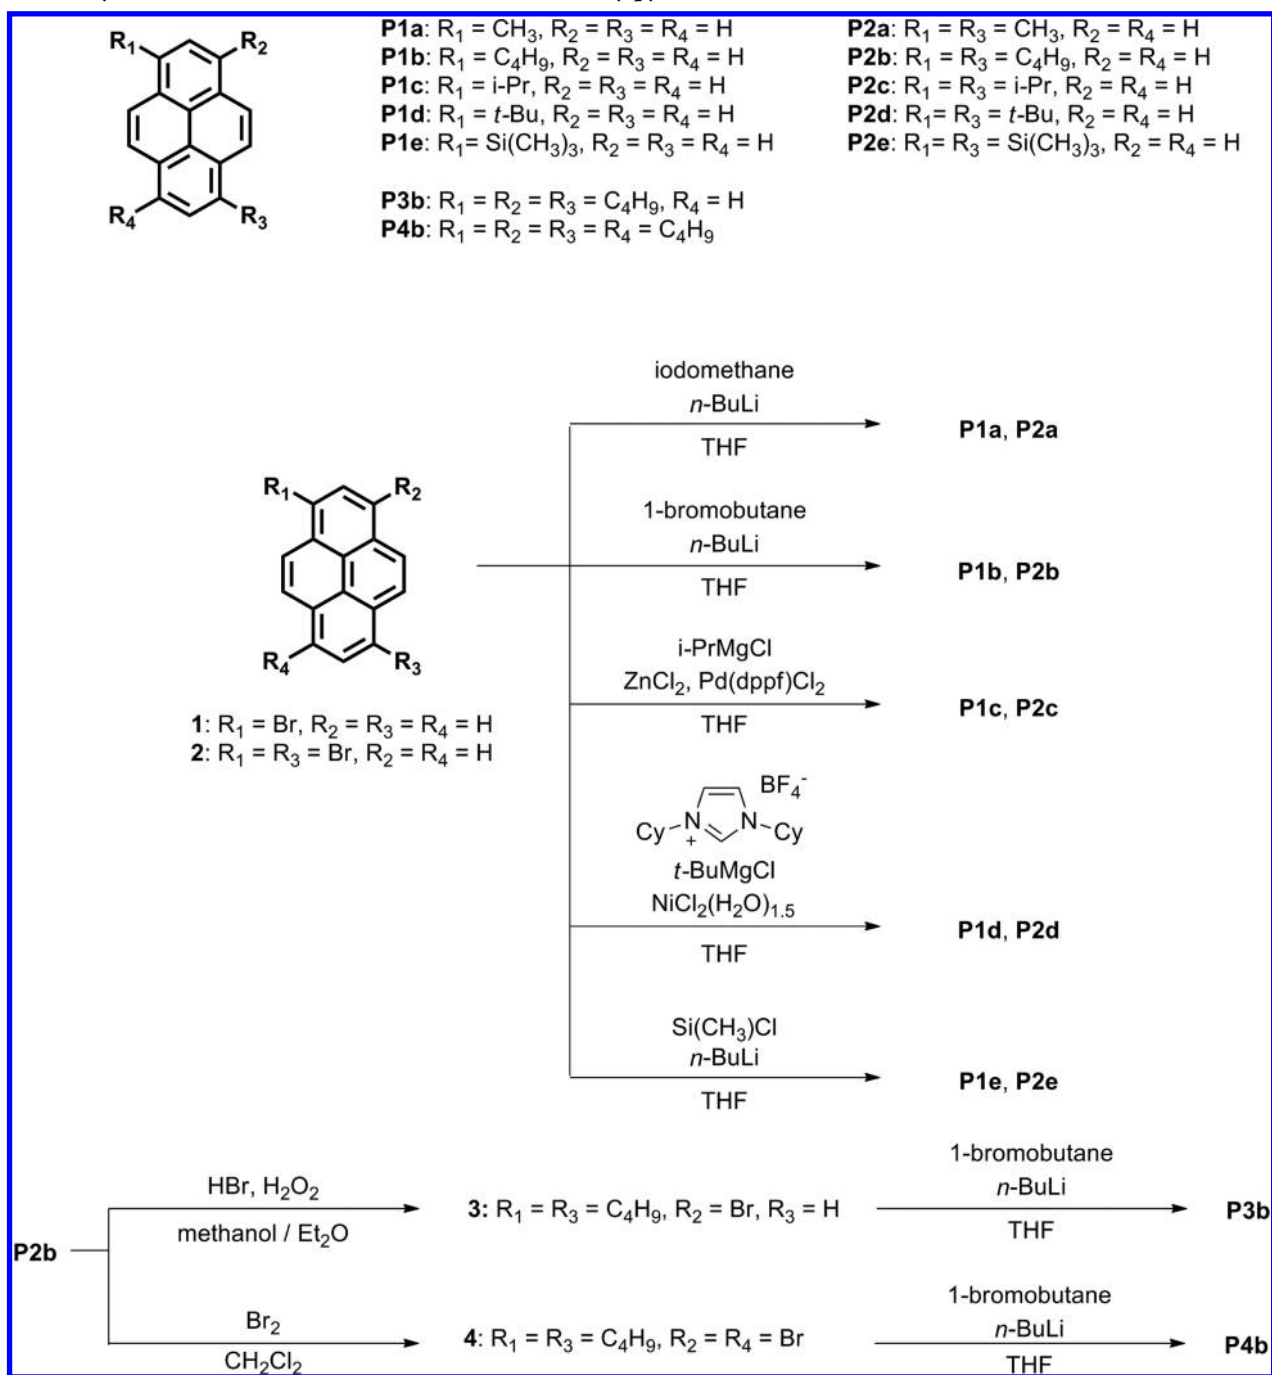 R₁ R₂
R₄ R₃
P1a: R₁ = CH₃, R₂ = R₃ = R₄ = H
P1b: R₁ = C₄H₉, R₂ = R₃ = R₄ = H
P1c: R₁ = i-Pr, R₂ = R₃ = R₄ = H
P1d: R₁ = t-Bu, R₂ = R₃ = R₄ = H
P1e: R₁= Si(CH₃)₃, R₂ = R₃ = R₄ = H
P2a: R₁ = R₃ = CH₃, R₂ = R₄ = H
P2b: R₁ = R₃ = C₄H₉, R₂ = R₄ = H
P2c: R₁ = R₃ = i-Pr, R₂ = R₄ = H
P2d: R₁= R₃ = t-Bu, R₂ = R₄ = H
P2e: R₁= R₃ = Si(CH₃)₃, R₂ = R₄ = H
P3b: R₁ = R₂ = R₃ = C₄H₉, R₄ = H
P4b: R₁ = R₂ = R₃ = R₄ = C₄H₉
R₁ R₂
R₄ R₃
1: R₁ = Br, R₂ = R₃ = R₄ = H
2: R₁ = R₃ = Br, R₂ = R₄ = H
iodomethane
n-BuLi
THF
P1a, P2a
1-bromobutane
n-BuLi
THF
P1b, P2b
i-PrMgCl
ZnCl₂, Pd(dppf)Cl₂
THF
P1c, P2c
BF₄⁻
Cy N + N Cy
t-BuMgCl
NiCl₂(H₂O)₁.₅
THF
P1d, P2d
Si(CH₃)Cl
n-BuLi
THF
P1e, P2e
P2b
HBr, H₂O₂
methanol / Et₂O
3: R₁ = R₃ = C₄H₉, R₂ = Br, R₃ = H
1-bromobutane
n-BuLi
THF
P3b
Br₂
CH₂Cl₂
4: R₁ = R₃ = C₄H₉, R₂ = R₄ = Br
1-bromobutane
n-BuLi
THF
P4b